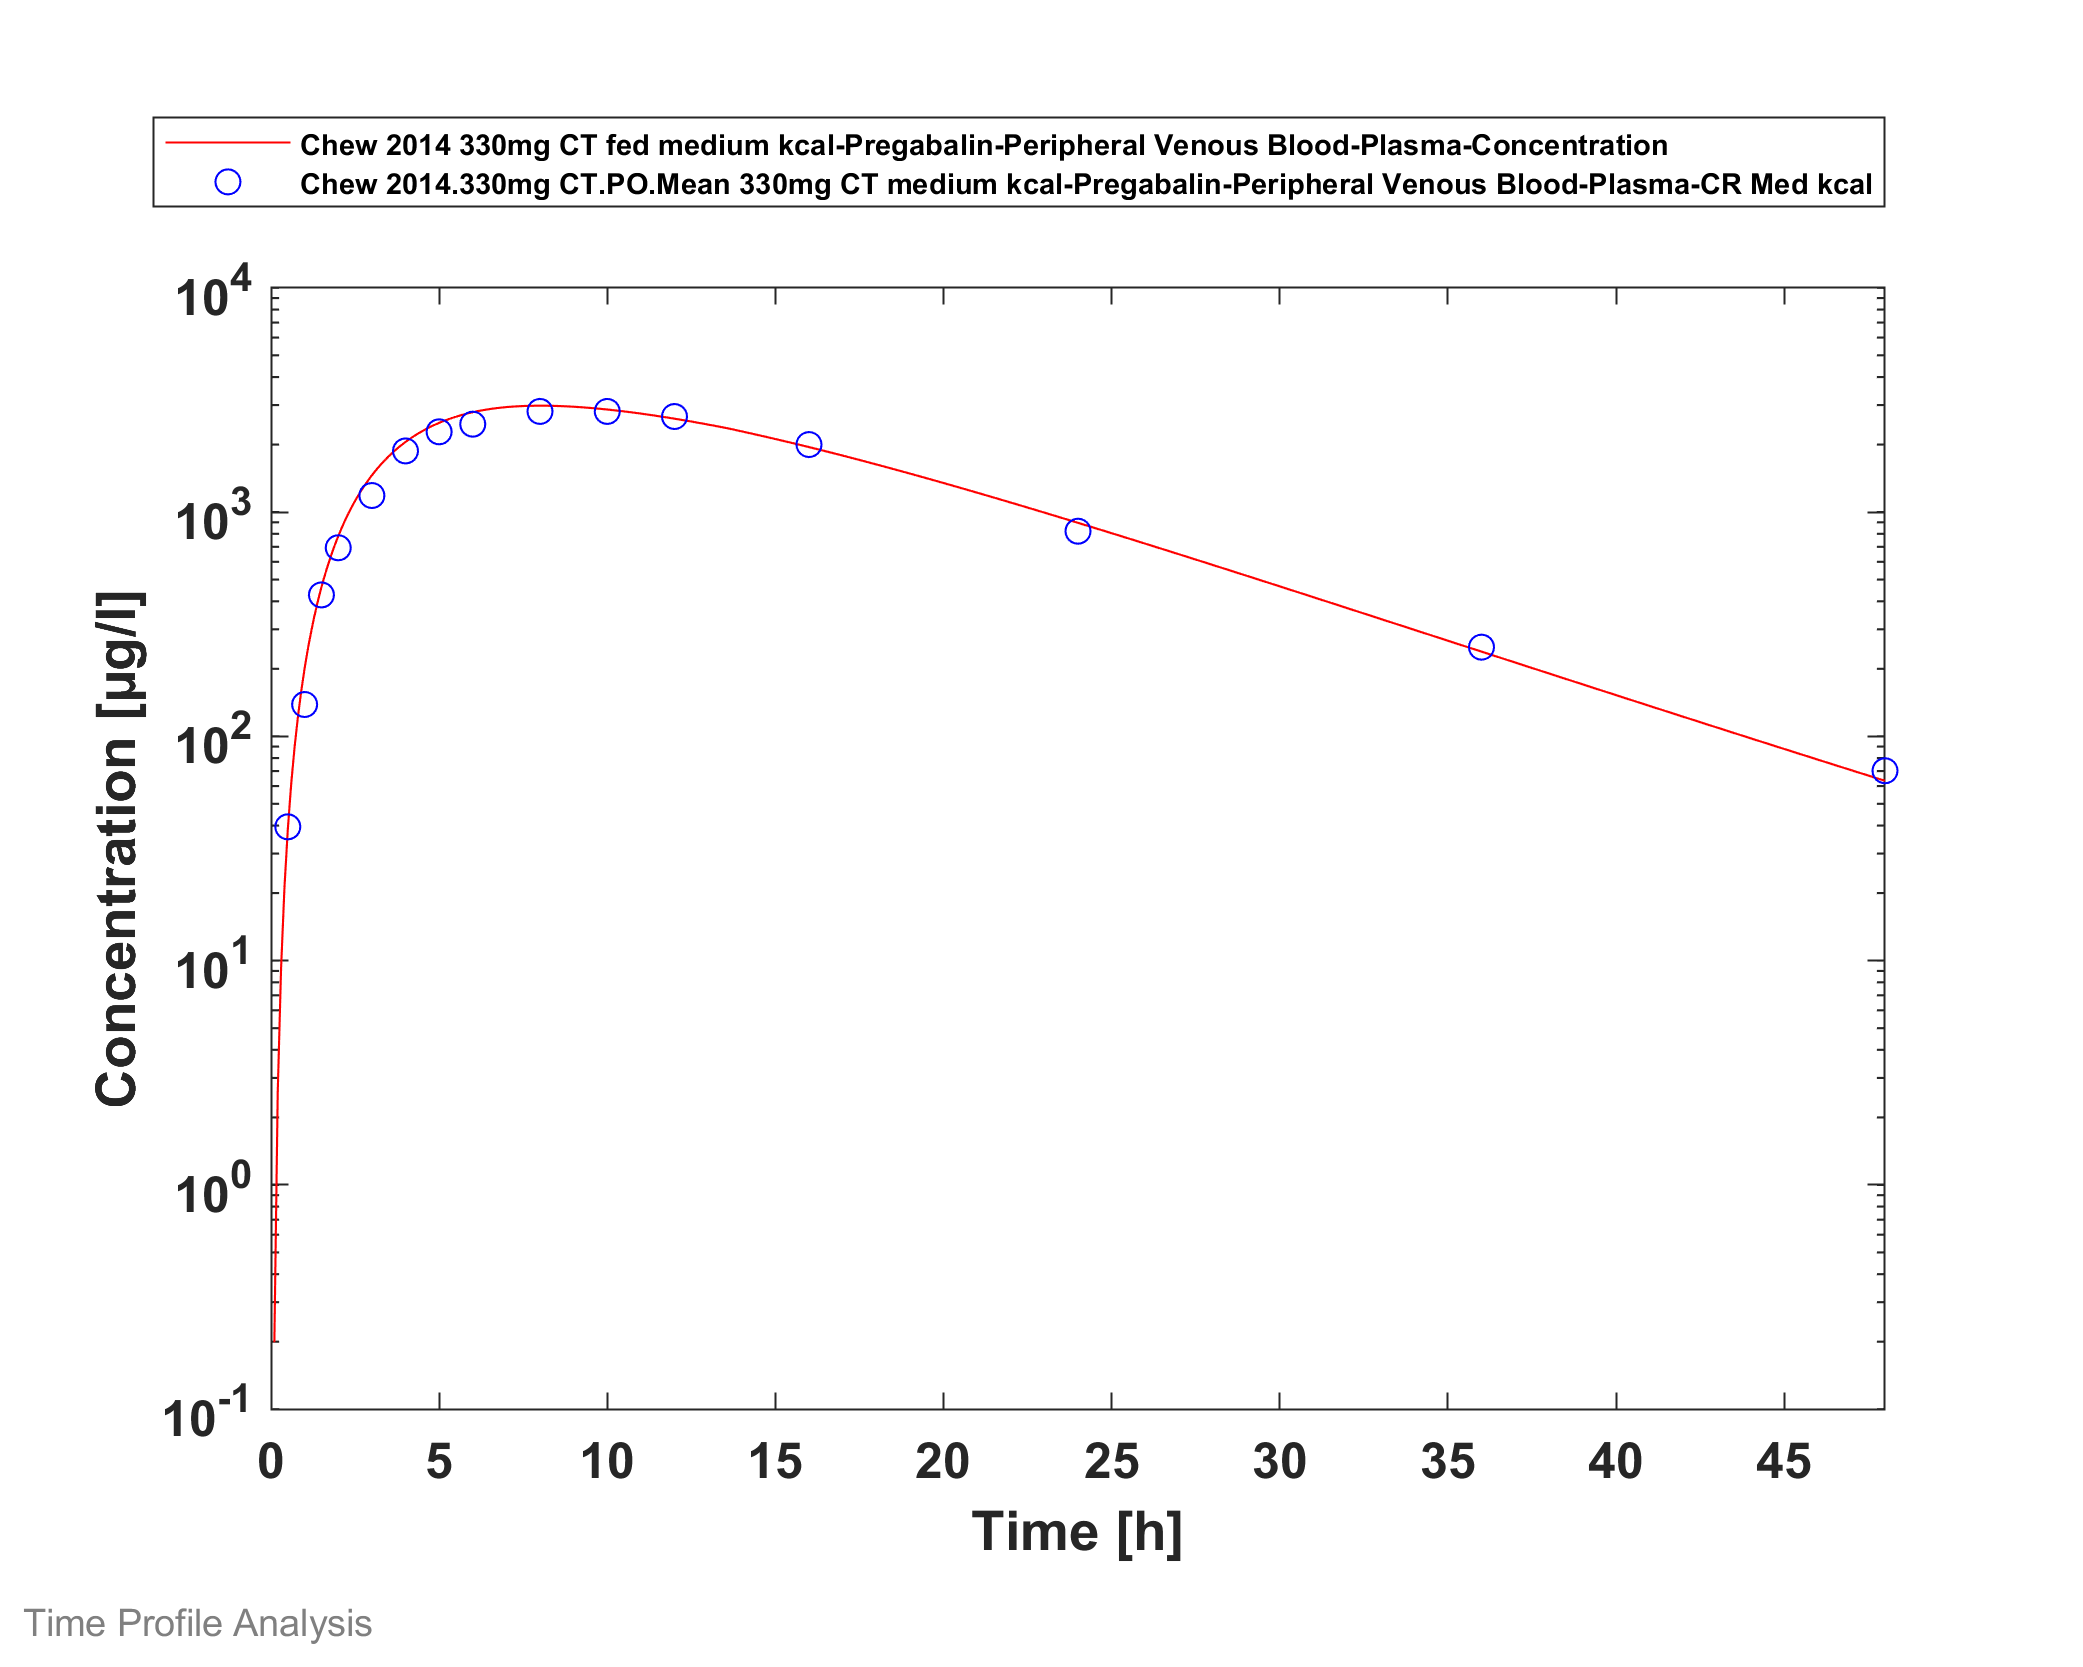 Chew 2014 330mg CT fed medium kcal-Pregabalin-Peripheral Venous Blood-Plasma-Concentration
Chew 2014.330mg CT.PO.Mean 330mg CT medium kcal-Pregabalin-Peripheral Venous Blood-Plasma-CR Med kcal
10^4
10^3
10^2
10^1
10^0
10^-1
Concentration [µg/l]
0 5 10 15 20 25 30 35 40 45
Time [h]
Time Profile Analysis